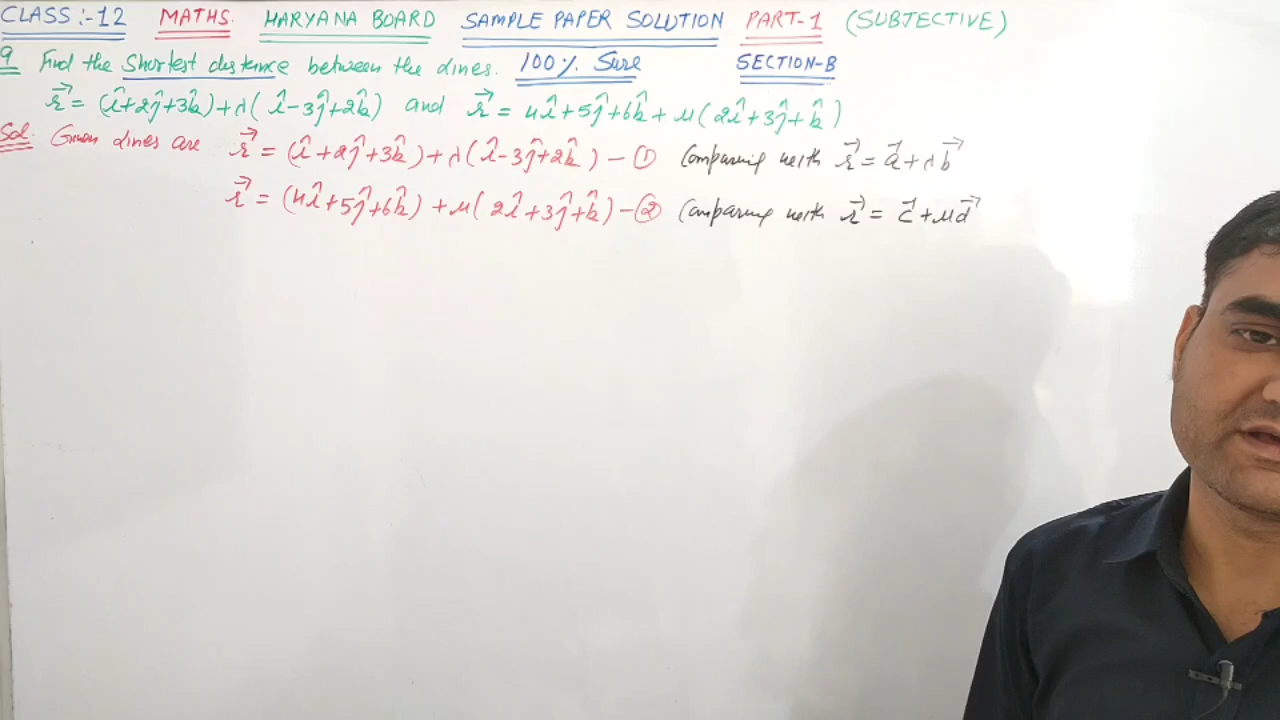 CLASS :- 12 MATHS. HARYANA BOARD SAMPLE PAPER SOLUTION PART-1 (SUBJECTIVE)
9 Find the Shortest distance between the lines. 100% Sure SECTION-B
r⃗ = (î+2ĵ+3k̂)+λ(î-3ĵ+2k̂) and r⃗ = 4î+5ĵ+6k̂+μ(2î+3ĵ+k̂)
Sol. Given lines are r⃗ = (î+2ĵ+3k̂)+λ(î-3ĵ+2k̂) - ① Comparing with r⃗ = a⃗+λb⃗
r⃗ = (4î+5ĵ+6k̂)+μ(2î+3ĵ+k̂) - ② Comparing with r⃗ = c⃗+μd⃗